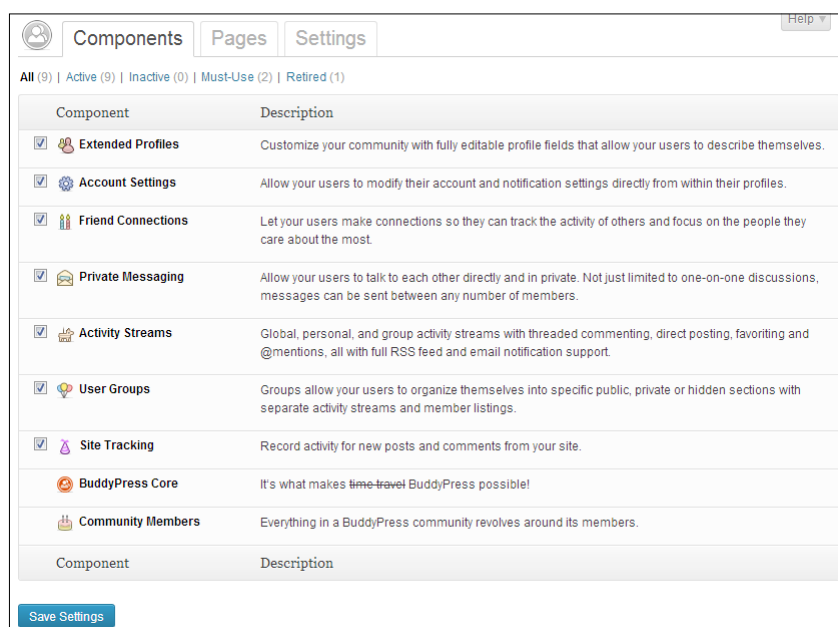 Help
Components Pages Settings
All (9) | Active (9) | Inactive (0) | Must-Use (2) | Retired (1)
Component Description
Extended Profiles Customize your community with fully editable profile fields that allow your users to describe themselves.
Account Settings Allow your users to modify their account and notification settings directly from within their profiles.
Friend Connections Let your users make connections so they can track the activity of others and focus on the people they
care about the most.
Private Messaging Allow your users to talk to each other directly and in private. Not just limited to one-on-one discussions,
messages can be sent between any number of members.
Activity Streams Global, personal, and group activity streams with threaded commenting, direct posting, favoriting and
@mentions, all with full RSS feed and email notification support.
User Groups Groups allow your users to organize themselves into specific public, private or hidden sections with
separate activity streams and member listings.
Site Tracking Record activity for new posts and comments from your site.
BuddyPress Core It's what makes time travel BuddyPress possible!
Community Members Everything in a BuddyPress community revolves around its members.
Component Description
Save Settings